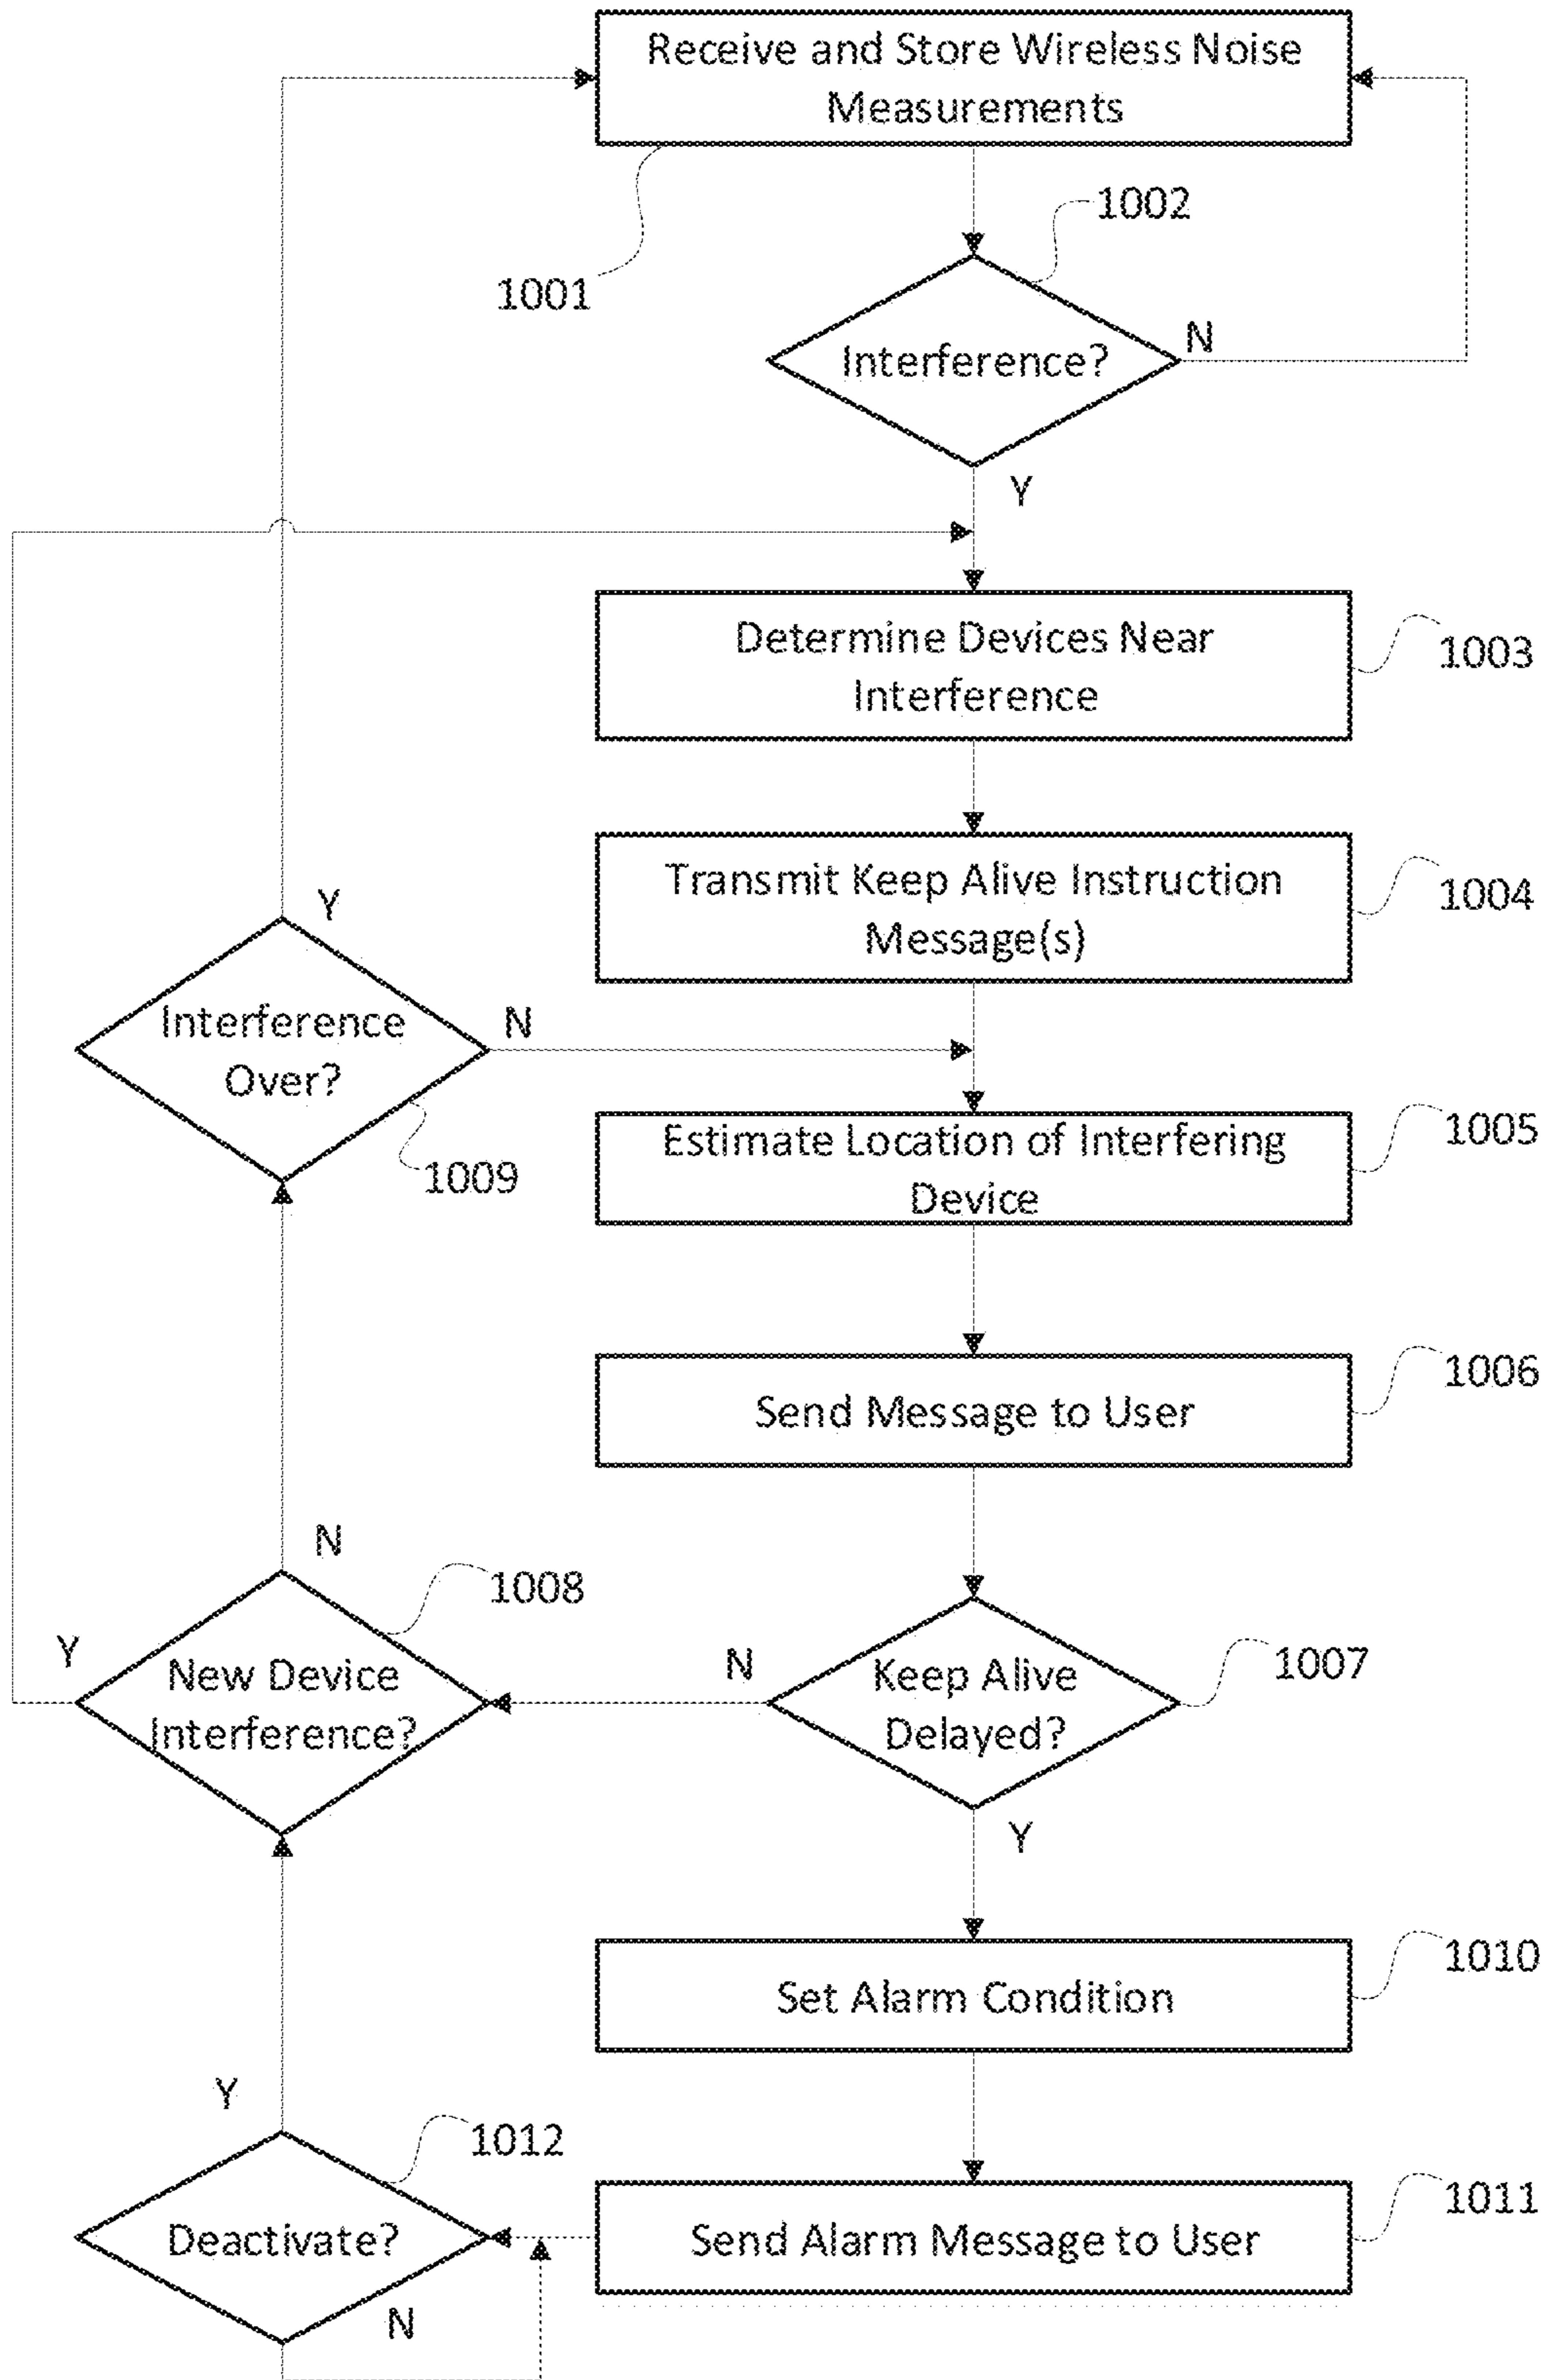 Receive and Store Wireless Noise
Measurements
1002
1001
Interference?
N
Y
Determine Devices Near
Interference
1003
Transmit Keep Alive Instruction
Message(s)
1004
Y
Interference
Over?
N
1009
Estimate Location of Interfering
Device
1005
Send Message to User
1006
N
1008
Y
New Device
Interference?
N
Keep Alive
Delayed?
1007
Y
Set Alarm Condition
1010
Y
1012
Deactivate?
N
Send Alarm Message to User
1011